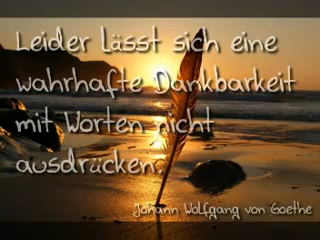 Leider lässt sich eine
wahrhafte Dankbarkeit
mit Worten nicht
ausdrücken.
Johann Wolfgang von Goethe